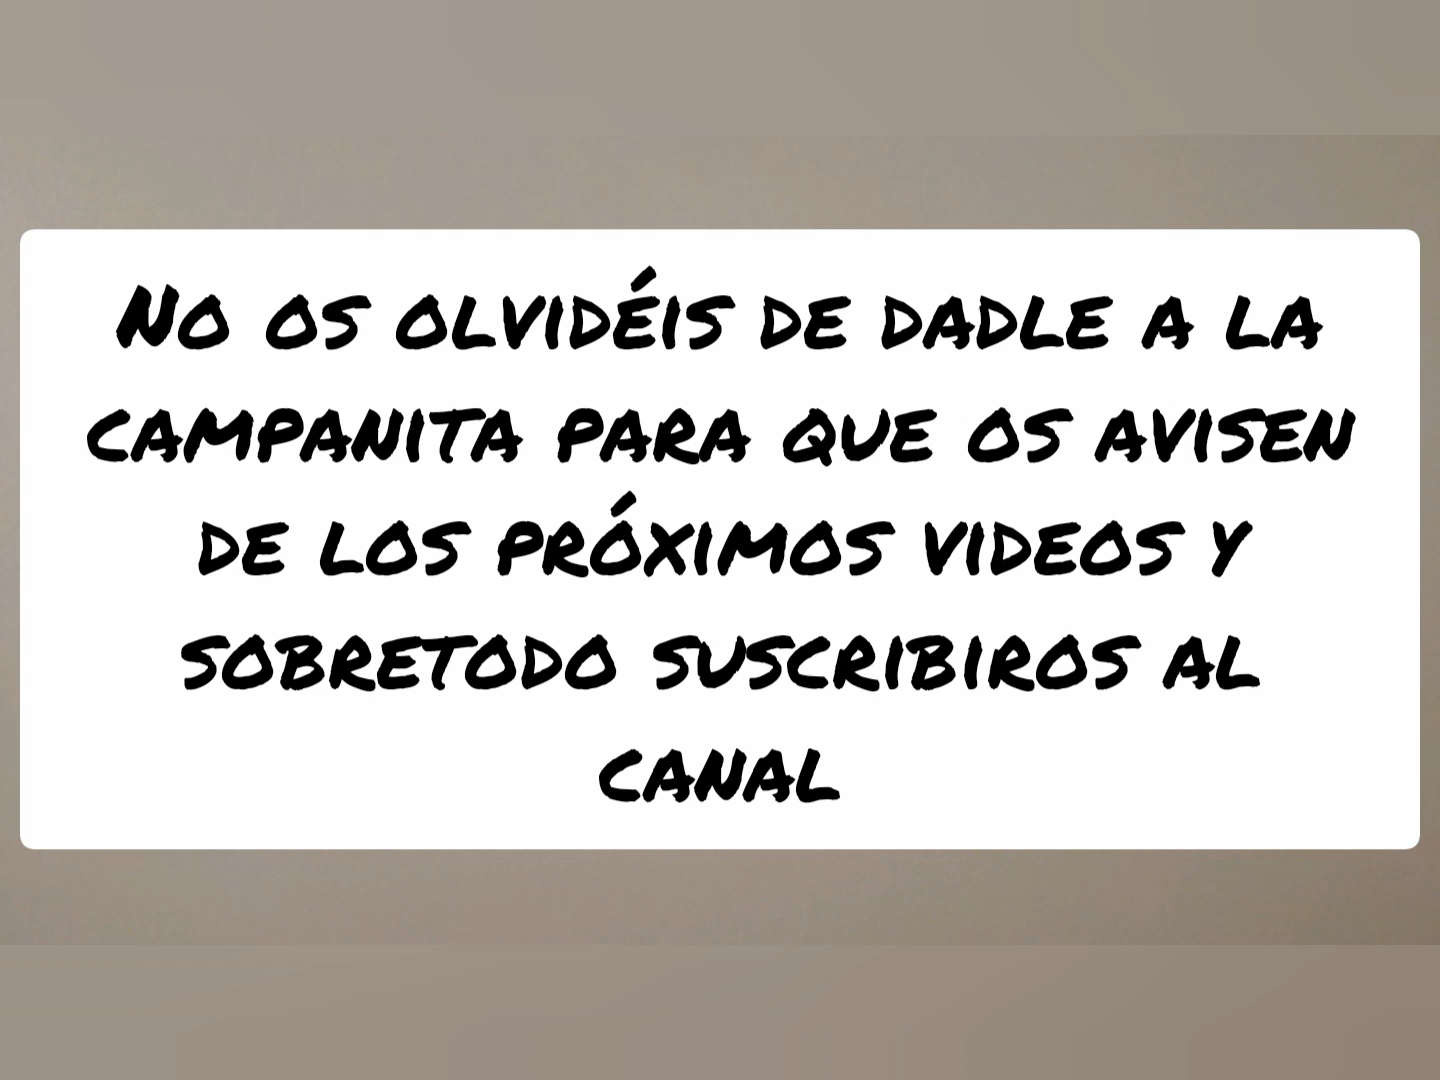 No os olvidéis de dadle a la
campanita para que os avisen
de los próximos videos y
sobretodo suscribiros al
canal